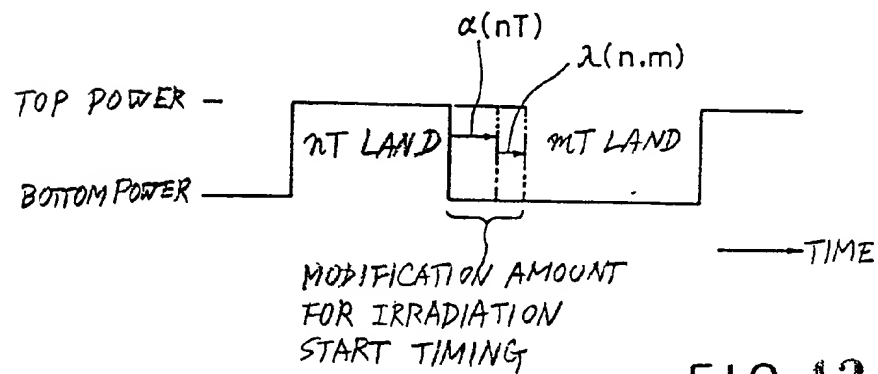 α(nT)
λ(n.m)
TOP POWER
nT LAND
mT LAND
BOTTOM POWER
TIME
MODIFICATION AMOUNT
FOR IRRADIATION
START TIMING